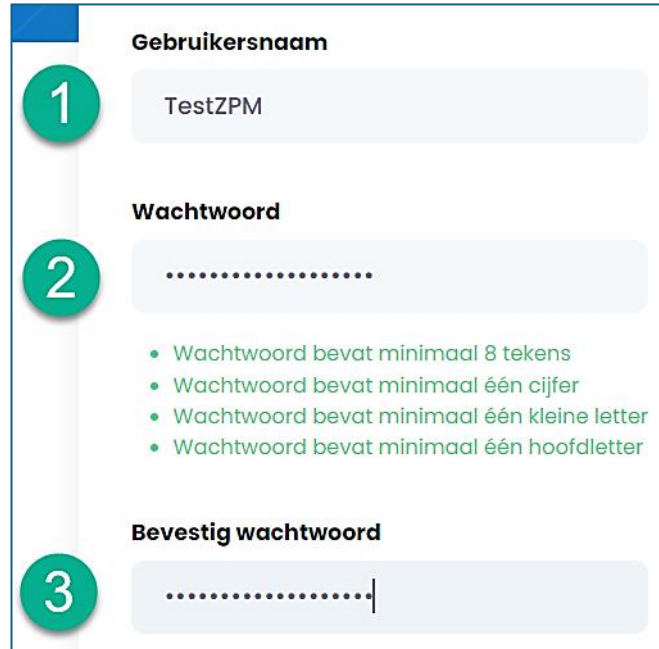 Gebruikersnaam
1
TestZPM
Wachtwoord
2
•••••••••••••••••••
• Wachtwoord bevat minimaal 8 tekens
• Wachtwoord bevat minimaal één cijfer
• Wachtwoord bevat minimaal één kleine letter
• Wachtwoord bevat minimaal één hoofdletter
Bevestig wachtwoord
3
•••••••••••••••••••